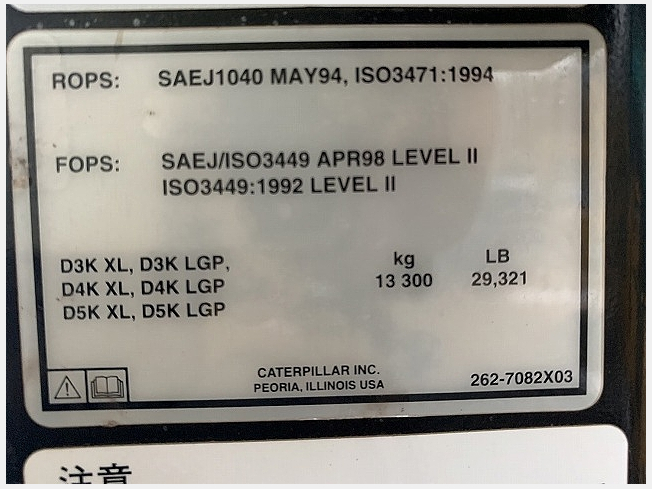 ROPS: SAEJ1040 MAY94, ISO3471:1994
FOPS: SAEJ/ISO3449 APR98 LEVEL II
ISO3449:1992 LEVEL II
kg LB
D3K XL, D3K LGP,
D4K XL, D4K LGP 13 300 29,321
D5K XL, D5K LGP
CATERPILLAR INC.
PEORIA, ILLINOIS USA
262-7082X03
注意